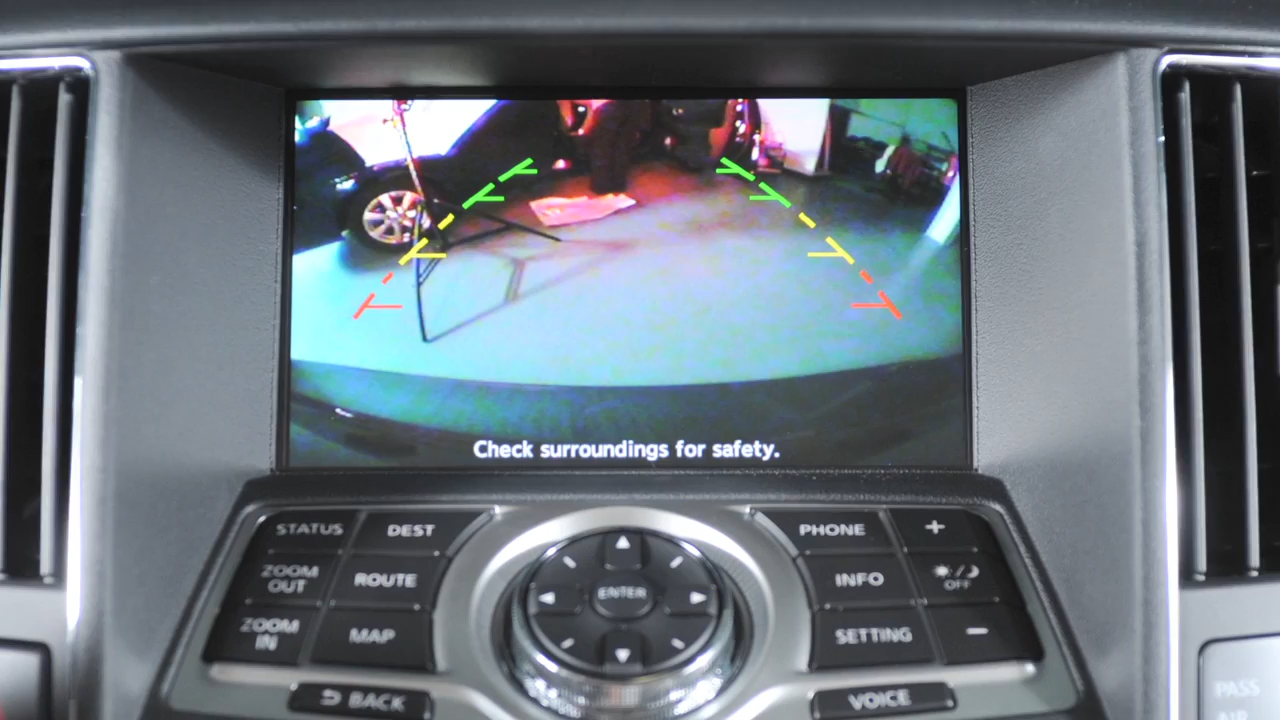 Check surroundings for safety.
STATUS
DEST
PHONE
+
ZOOM
OUT
ROUTE
ENTER
INFO
OFF
ZOOM
IN
MAP
SETTING
−
BACK
VOICE
PASS
AIR